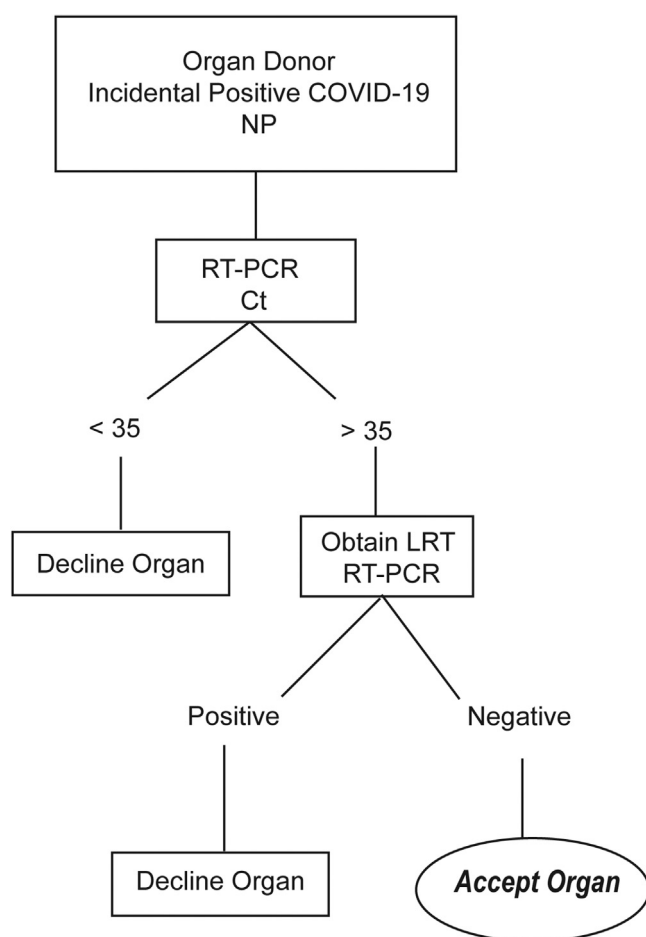 Organ Donor
Incidental Positive COVID-19
NP
RT-PCR
Ct
< 35
> 35
Decline Organ
Obtain LRT
RT-PCR
Positive
Negative
Decline Organ
Accept Organ